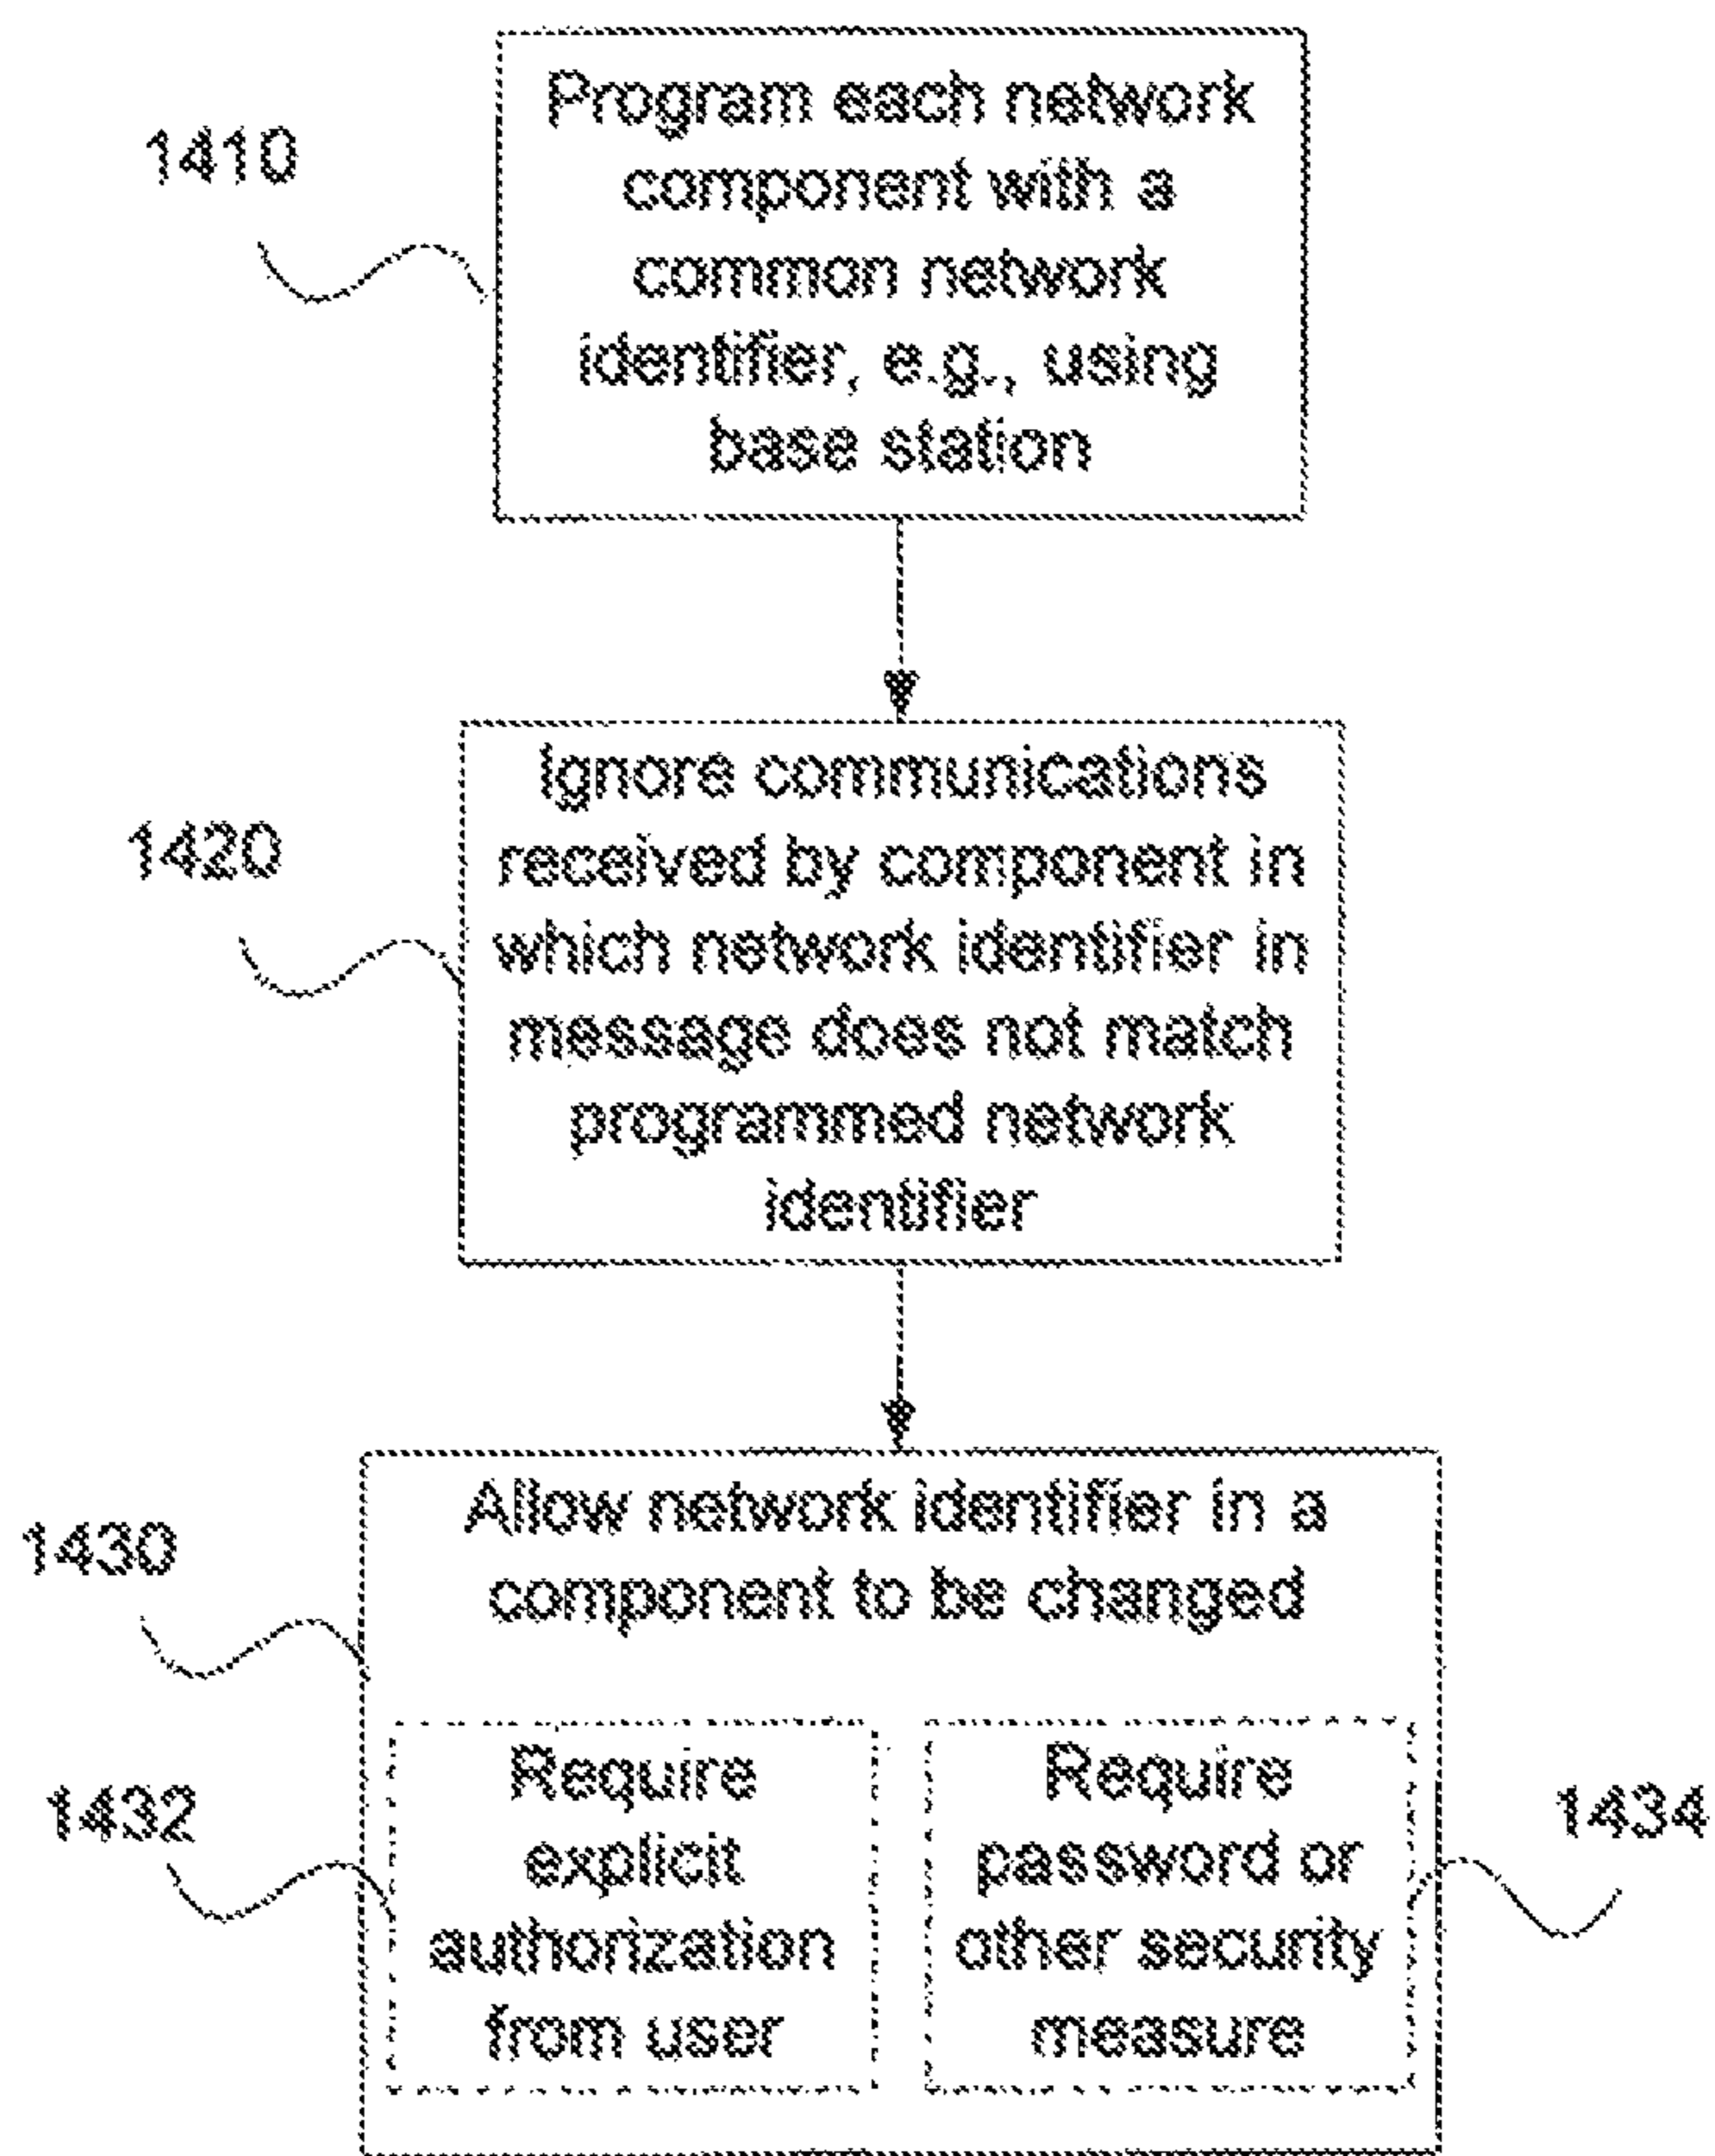 1410
Program each network
component with a
common network
identifier, e.g., using
base station
1420
Ignore communications
received by component in
which network identifier in
message does not match
programmed network
identifier
1430
Allow network identifier in a
component to be changed
1432
Require
explicit
authorization
from user
Require
password or
other security
measure
1434